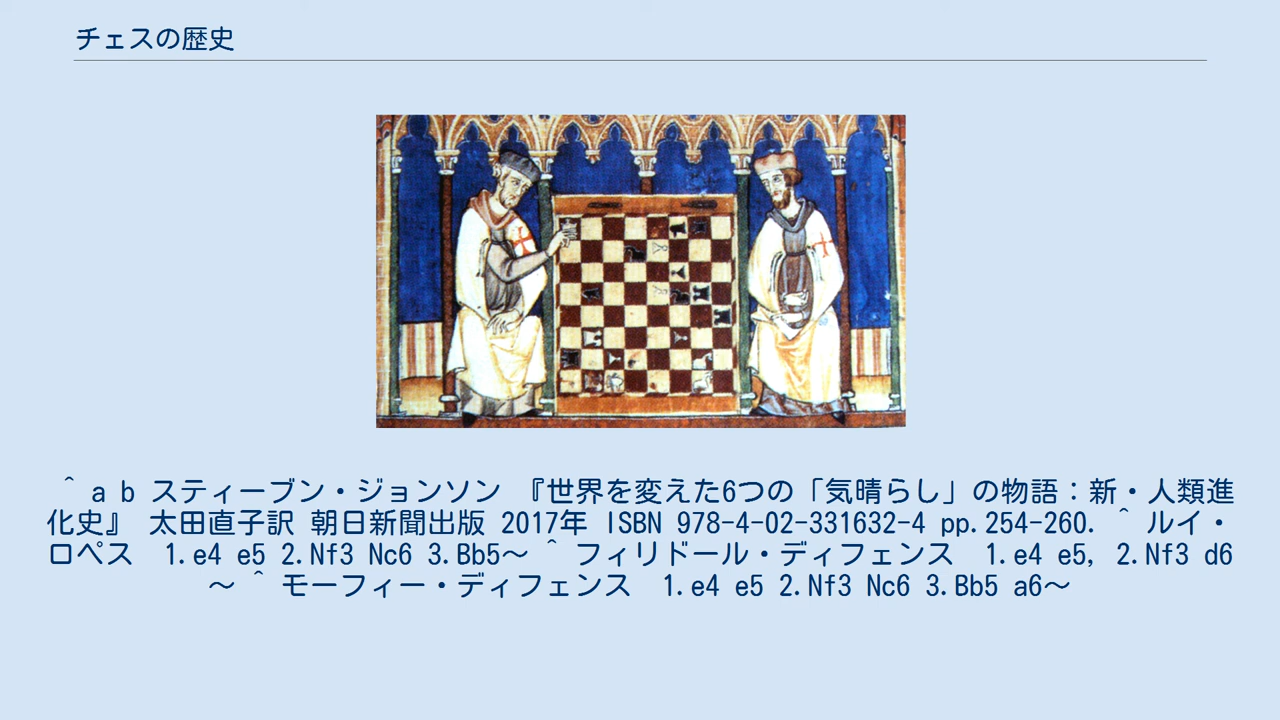 チェスの歴史
^ a b スティーブン・ジョンソン 『世界を変えた6つの「気晴らし」の物語：新・人類進
化史』 太田直子訳 朝日新聞出版 2017年 ISBN 978-4-02-331632-4 pp.254-260. ^ ルイ・
ロペス　1.e4 e5 2.Nf3 Nc6 3.Bb5〜 ^ フィリドール・ディフェンス　1.e4 e5, 2.Nf3 d6
〜 ^ モーフィー・ディフェンス　1.e4 e5 2.Nf3 Nc6 3.Bb5 a6〜